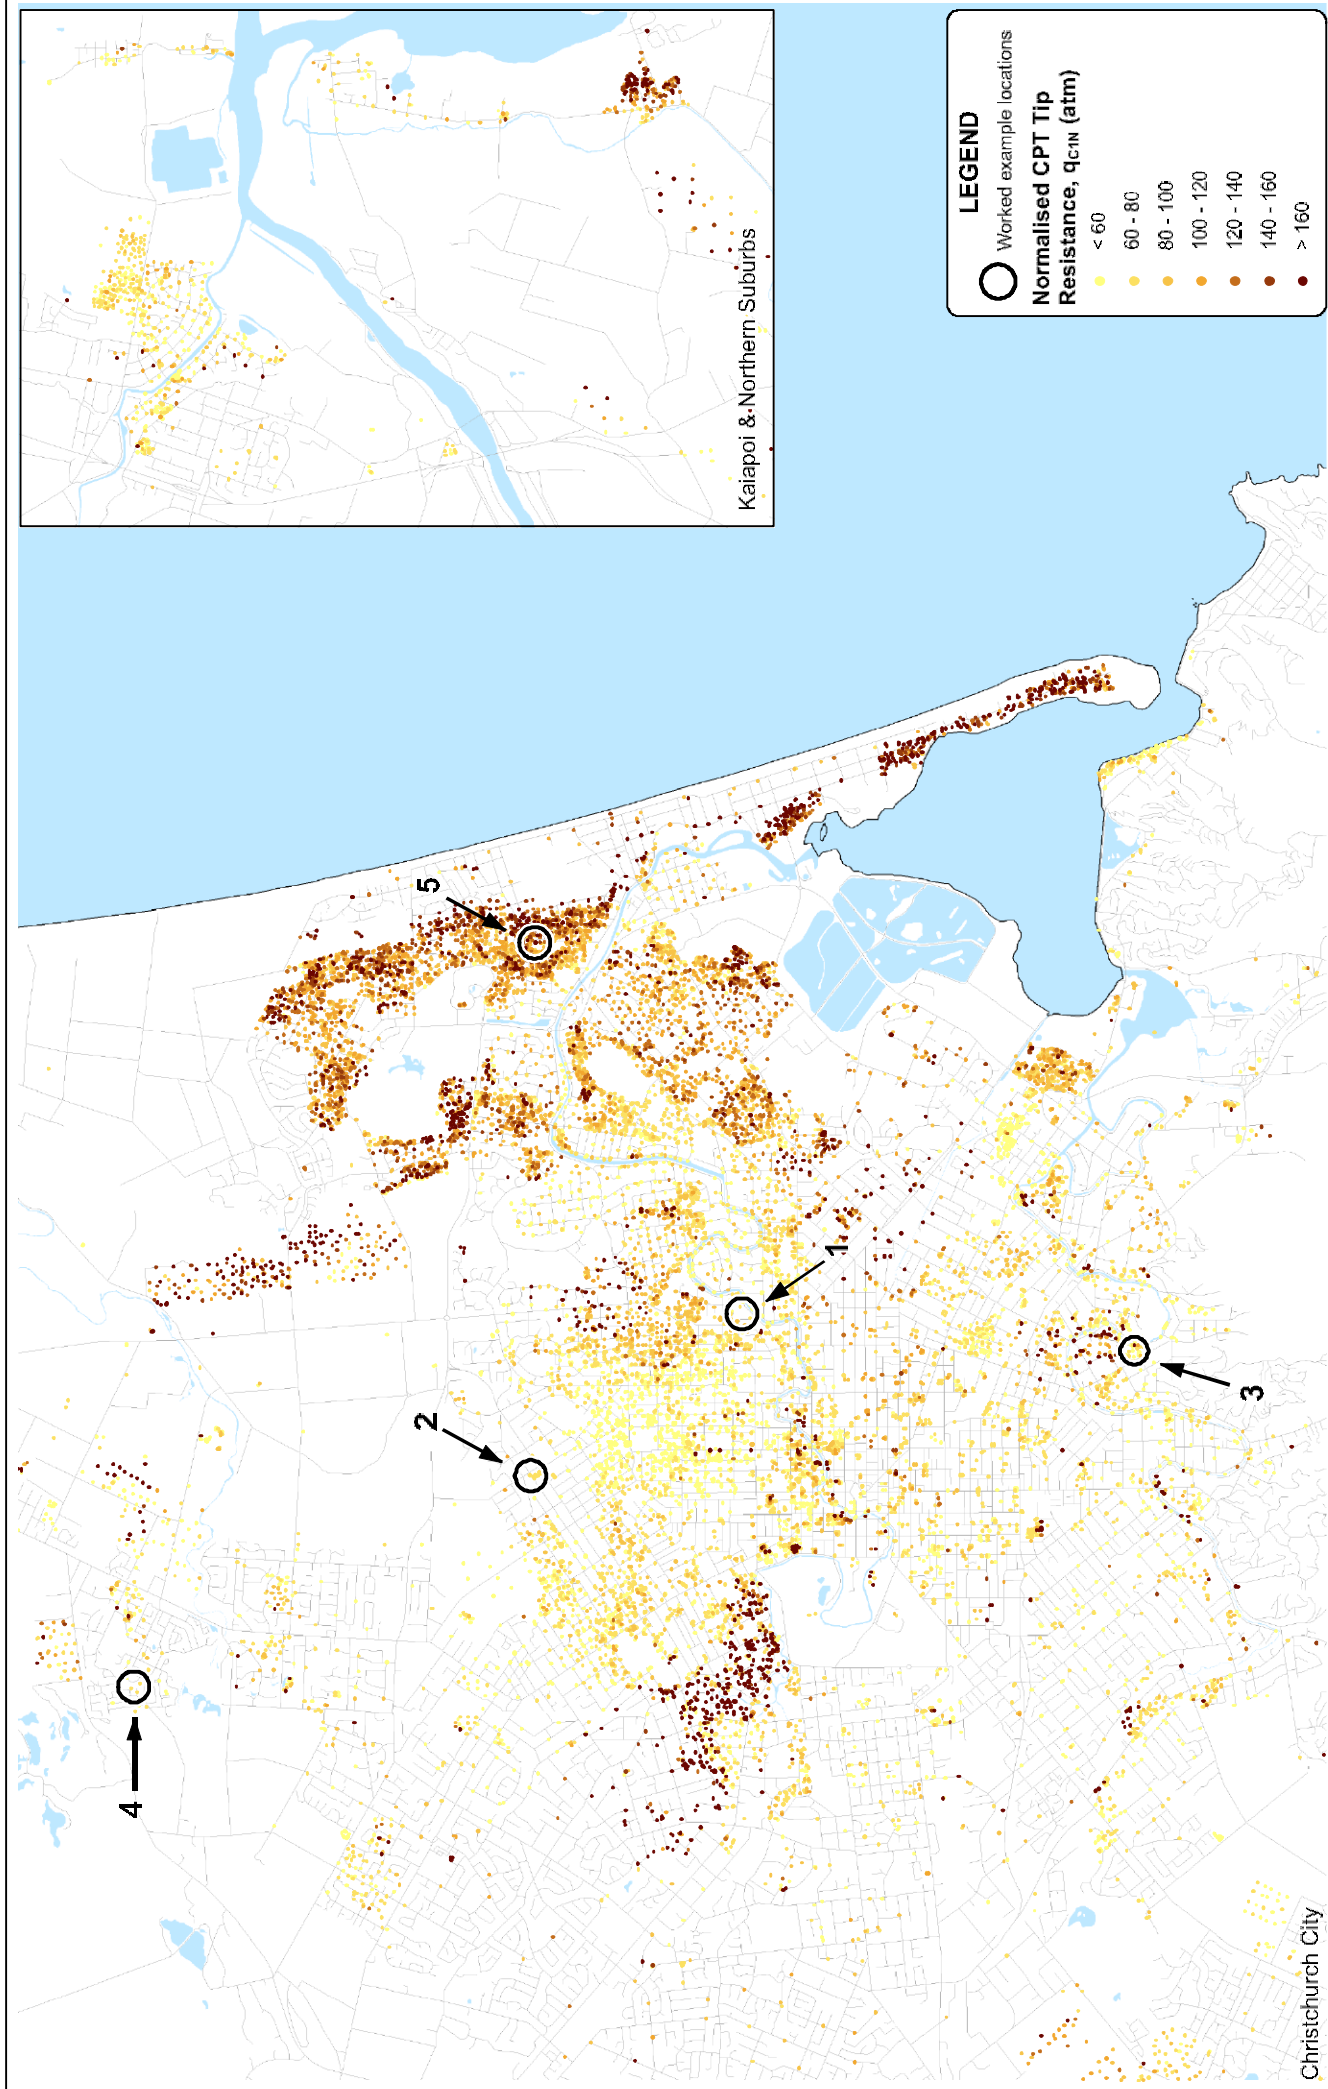 Kaiapoi & Northern Suburbs
LEGEND
Worked example locations
Normalised CPT Tip
Resistance, qC1N (atm)
< 60
60 - 80
80 - 100
100 - 120
120 - 140
140 - 160
> 160
4
2
5
1
3
Christchurch City